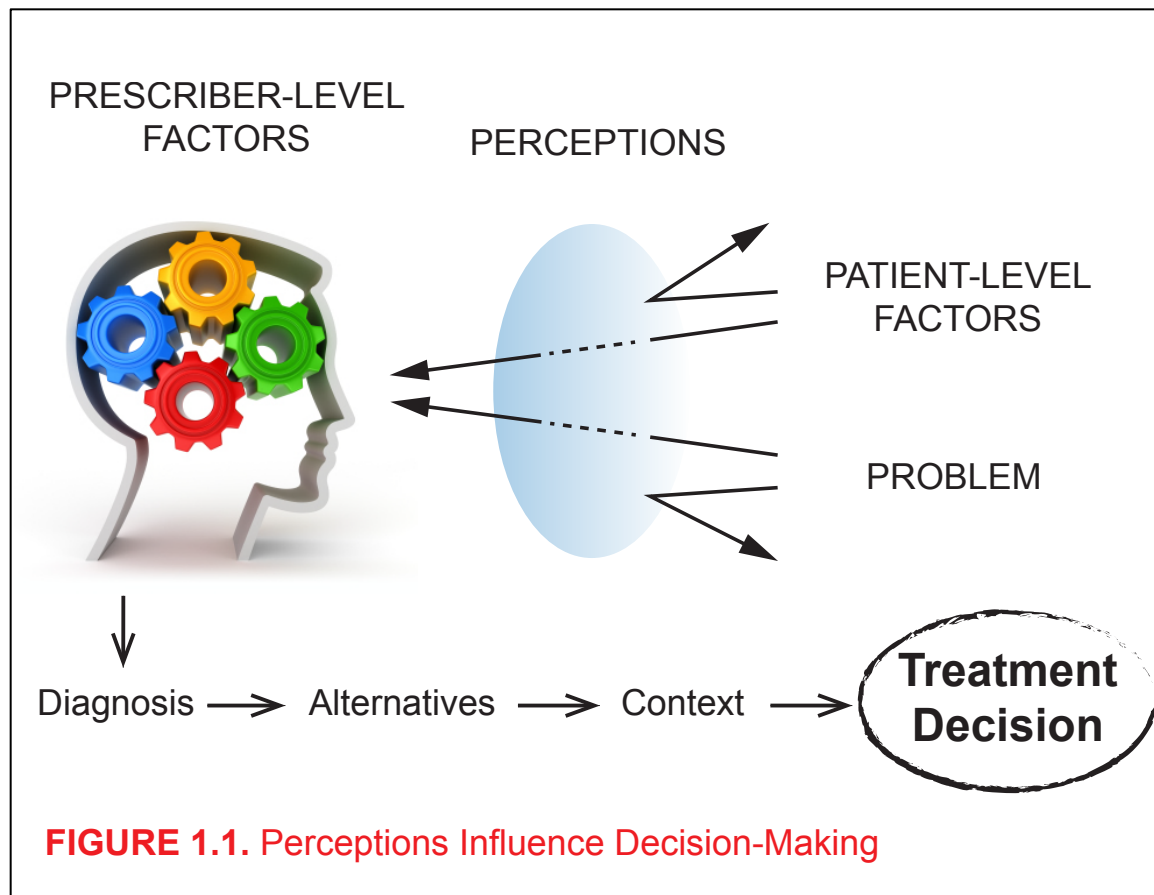 PRESCRIBER-LEVEL
FACTORS
PERCEPTIONS
PATIENT-LEVEL
FACTORS
PROBLEM
Diagnosis
Alternatives
Context
Treatment
Decision
FIGURE 1.1. Perceptions Influence Decision-Making